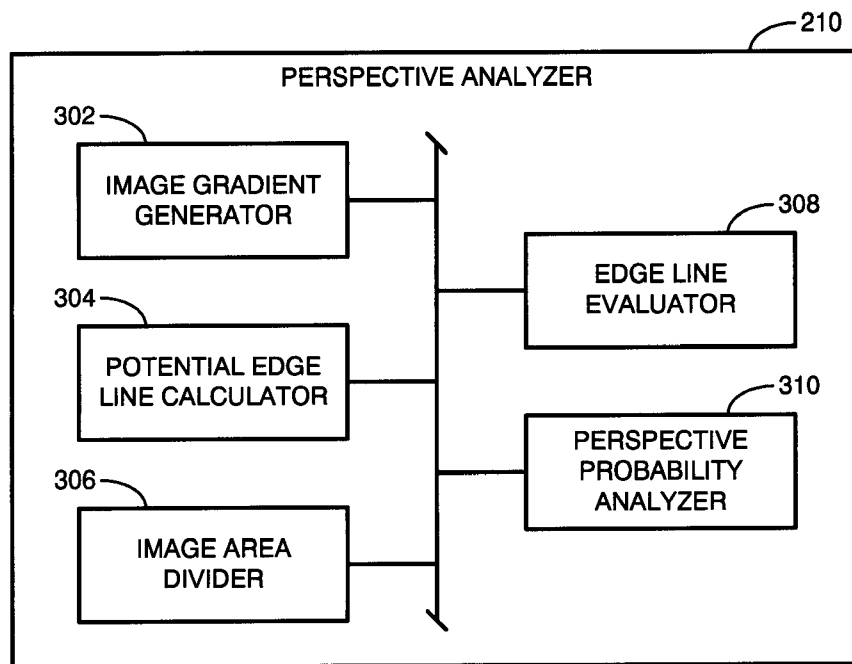 210
PERSPECTIVE ANALYZER
302
IMAGE GRADIENT
GENERATOR
304
POTENTIAL EDGE
LINE CALCULATOR
306
IMAGE AREA
DIVIDER
308
EDGE LINE
EVALUATOR
310
PERSPECTIVE
PROBABILITY
ANALYZER